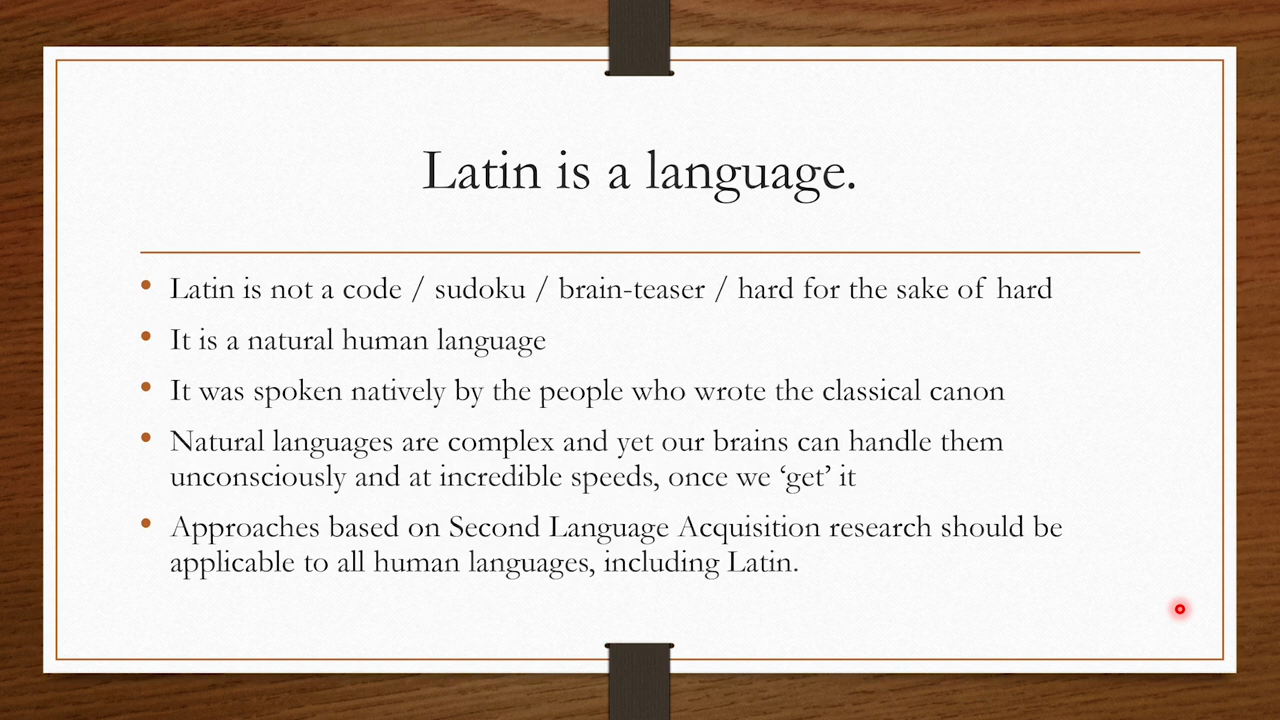 Latin is a language.
• Latin is not a code / sudoku / brain-teaser / hard for the sake of hard
• It is a natural human language
• It was spoken natively by the people who wrote the classical canon
• Natural languages are complex and yet our brains can handle them
unconsciously and at incredible speeds, once we ‘get’ it
• Approaches based on Second Language Acquisition research should be
applicable to all human languages, including Latin.